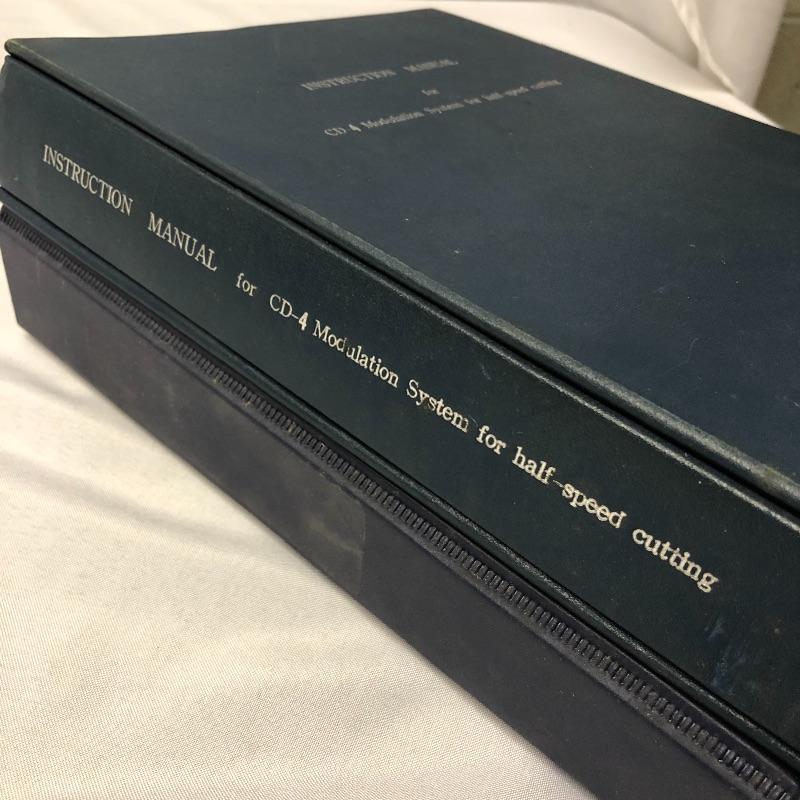 INSTRUCTION MANUAL
for
CD-4 Modulation System for half-speed cutting
INSTRUCTION MANUAL for CD-4 Modulation System for half-speed cutting